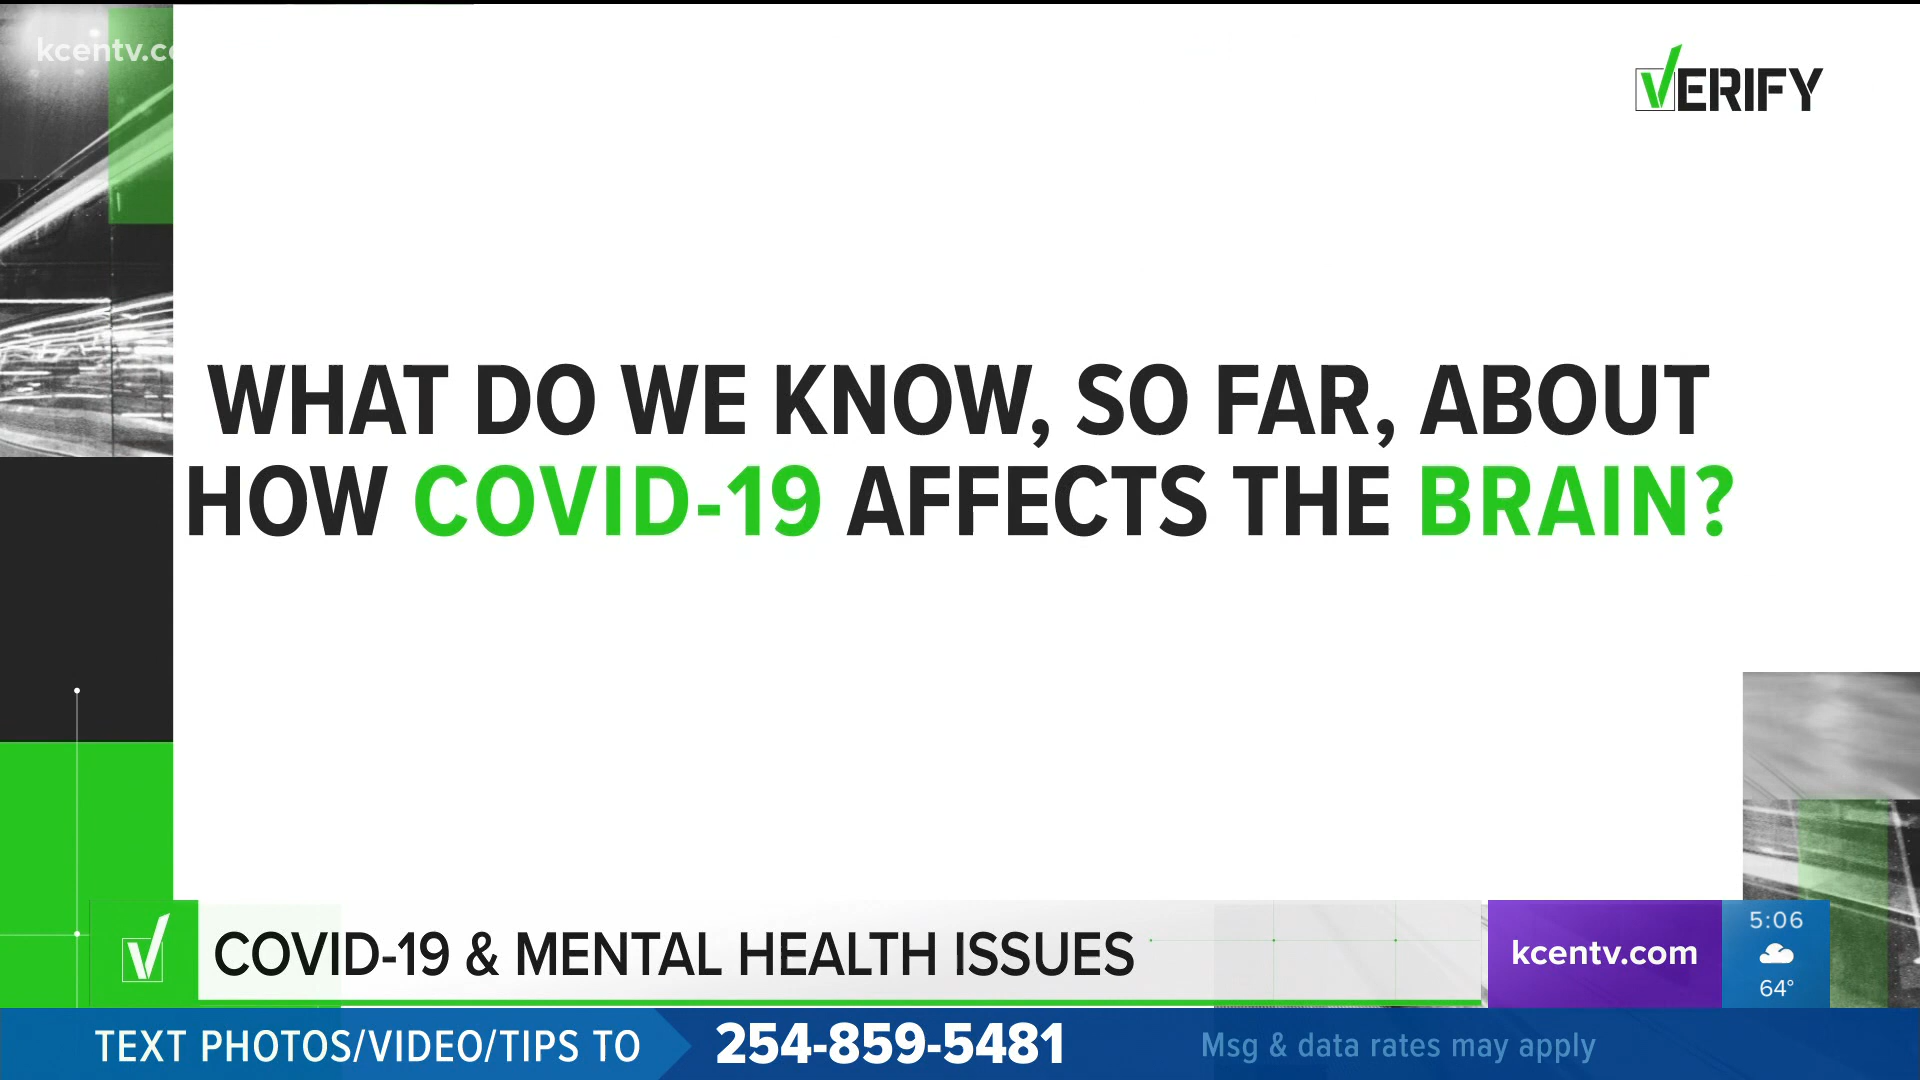 kcentv.co
VERIFY
WHAT DO WE KNOW, SO FAR, ABOUT
HOW COVID-19 AFFECTS THE BRAIN?
COVID-19 & MENTAL HEALTH ISSUES
kcentv.com
5:06
64°
TEXT PHOTOS/VIDEO/TIPS TO 254-859-5481 Msg & data rates may apply